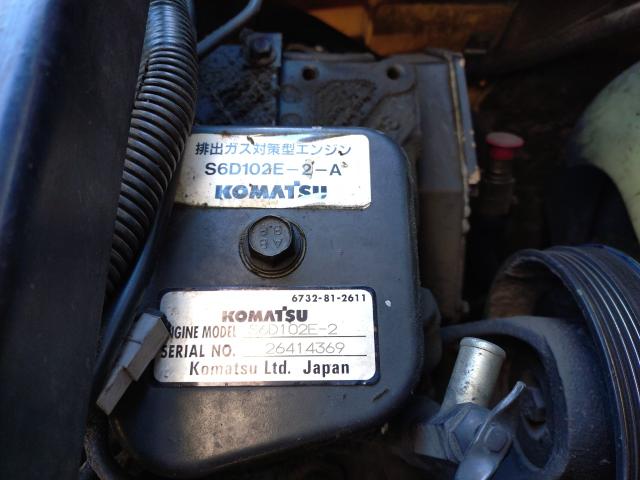 排出ガス対策型エンジン
S6D102E-2-A
KOMATSU
6732-81-2611
KOMATSU
ENGINE MODEL S6D102E-2
SERIAL NO. 26414369
Komatsu Ltd. Japan